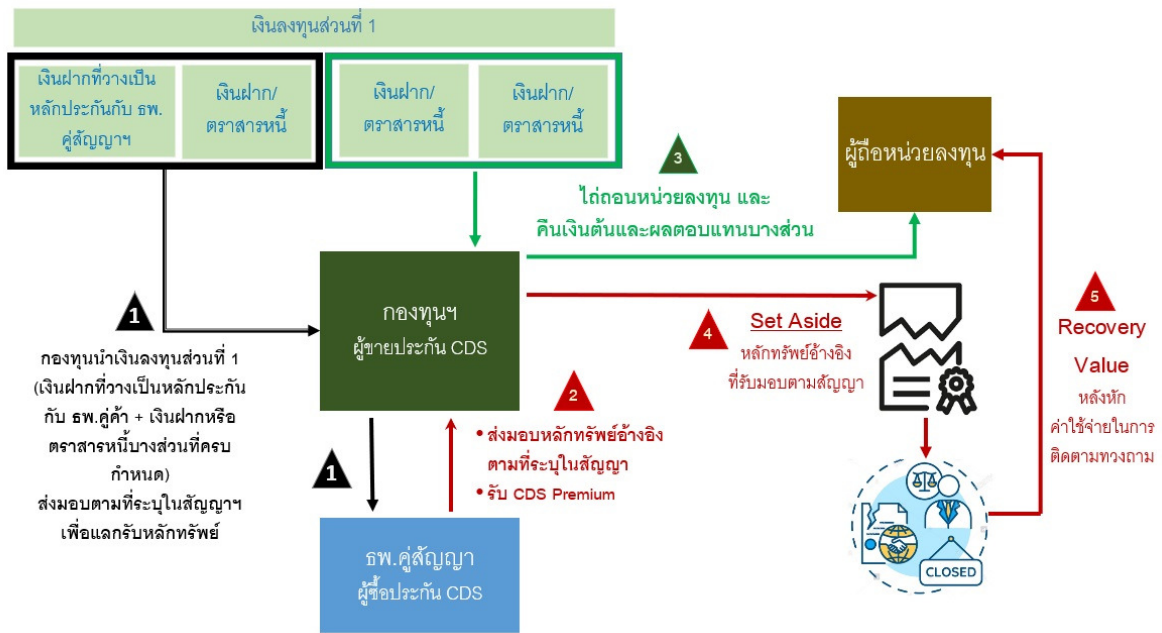 เงินลงทุนส่วนที่ 1
เงินฝากที่วางเป็น
หลักประกันกับ ธพ.
คู่สัญญาฯ
เงินฝาก/
ตราสารหนี้
เงินฝาก/
ตราสารหนี้
เงินฝาก/
ตราสารหนี้
ผู้ถือหน่วยลงทุน
3
ไถ่ถอนหน่วยลงทุน และ
คืนเงินต้นและผลตอบแทนบางส่วน
1
กองทุนนำเงินลงทุนส่วนที่ 1
(เงินฝากที่วางเป็นหลักประกัน
กับ ธพ.คู่ค้า + เงินฝากหรือ
ตราสารหนี้บางส่วนที่ครบ
กำหนด)
ส่งมอบตามที่ระบุในสัญญาฯ
เพื่อแลกรับหลักทรัพย์
กองทุนฯ
ผู้ขายประกัน CDS
4
Set Aside
หลักทรัพย์อ้างอิง
ที่รับมอบตามสัญญา
5
Recovery
Value
หลังหัก
ค่าใช้จ่ายในการ
ติดตามทวงถาม
1
2
• ส่งมอบหลักทรัพย์อ้างอิง
ตามที่ระบุในสัญญา
• รับ CDS Premium
ธพ.คู่สัญญา
ผู้ซื้อประกัน CDS
CLOSED